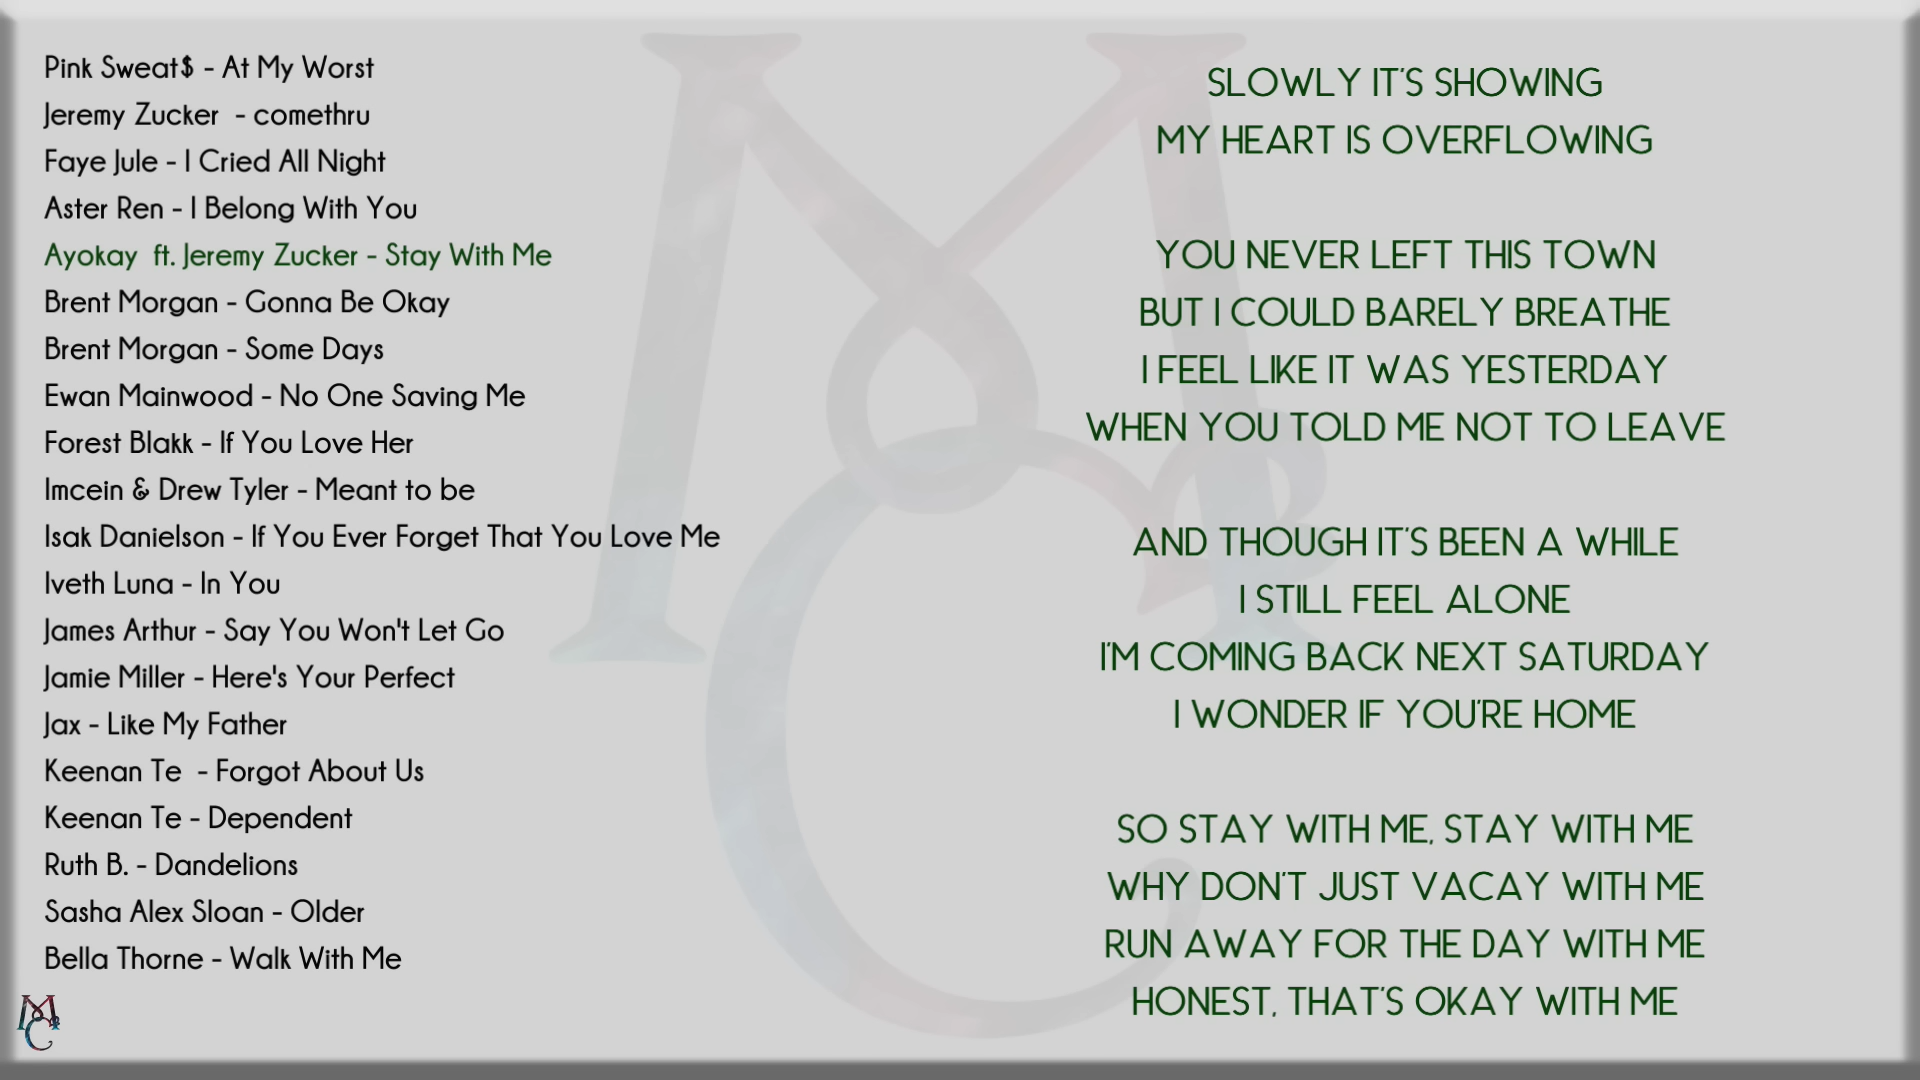 Pink Sweat$ - At My Worst
Jeremy Zucker - comethru
Faye Jule - I Cried All Night
Aster Ren - I Belong With You
Ayokay ft. Jeremy Zucker - Stay With Me
Brent Morgan - Gonna Be Okay
Brent Morgan - Some Days
Ewan Mainwood - No One Saving Me
Forest Blakk - If You Love Her
Imcein & Drew Tyler - Meant to be
Isak Danielson - If You Ever Forget That You Love Me
Iveth Luna - In You
James Arthur - Say You Won't Let Go
Jamie Miller - Here's Your Perfect
Jax - Like My Father
Keenan Te - Forgot About Us
Keenan Te - Dependent
Ruth B. - Dandelions
Sasha Alex Sloan - Older
Bella Thorne - Walk With Me
MC
SLOWLY IT'S SHOWING
MY HEART IS OVERFLOWING
YOU NEVER LEFT THIS TOWN
BUT I COULD BARELY BREATHE
I FEEL LIKE IT WAS YESTERDAY
WHEN YOU TOLD ME NOT TO LEAVE
AND THOUGH IT'S BEEN A WHILE
I STILL FEEL ALONE
I'M COMING BACK NEXT SATURDAY
I WONDER IF YOU'RE HOME
SO STAY WITH ME, STAY WITH ME
WHY DON'T JUST VACAY WITH ME
RUN AWAY FOR THE DAY WITH ME
HONEST, THAT'S OKAY WITH ME